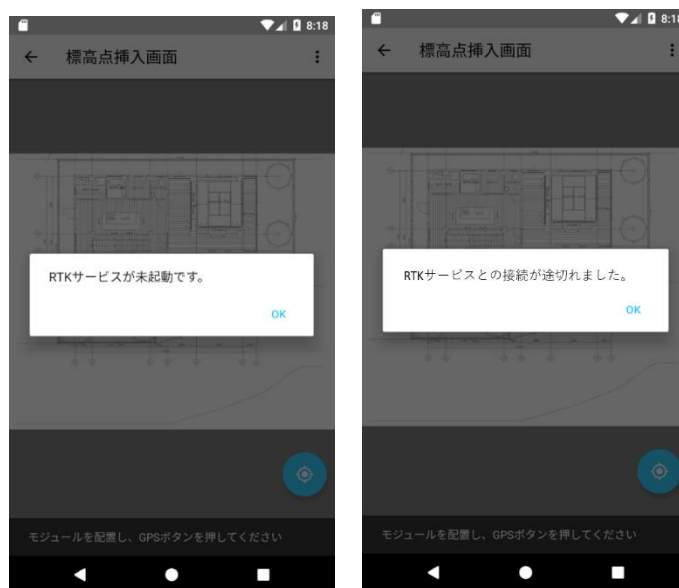 8:18
標高点挿入画面
RTKサービスが未起動です。
OK
モジュールを配置し、GPSボタンを押してください
8:18
標高点挿入画面
RTKサービスとの接続が途切れました。
OK
モジュールを配置し、GPSボタンを押してください